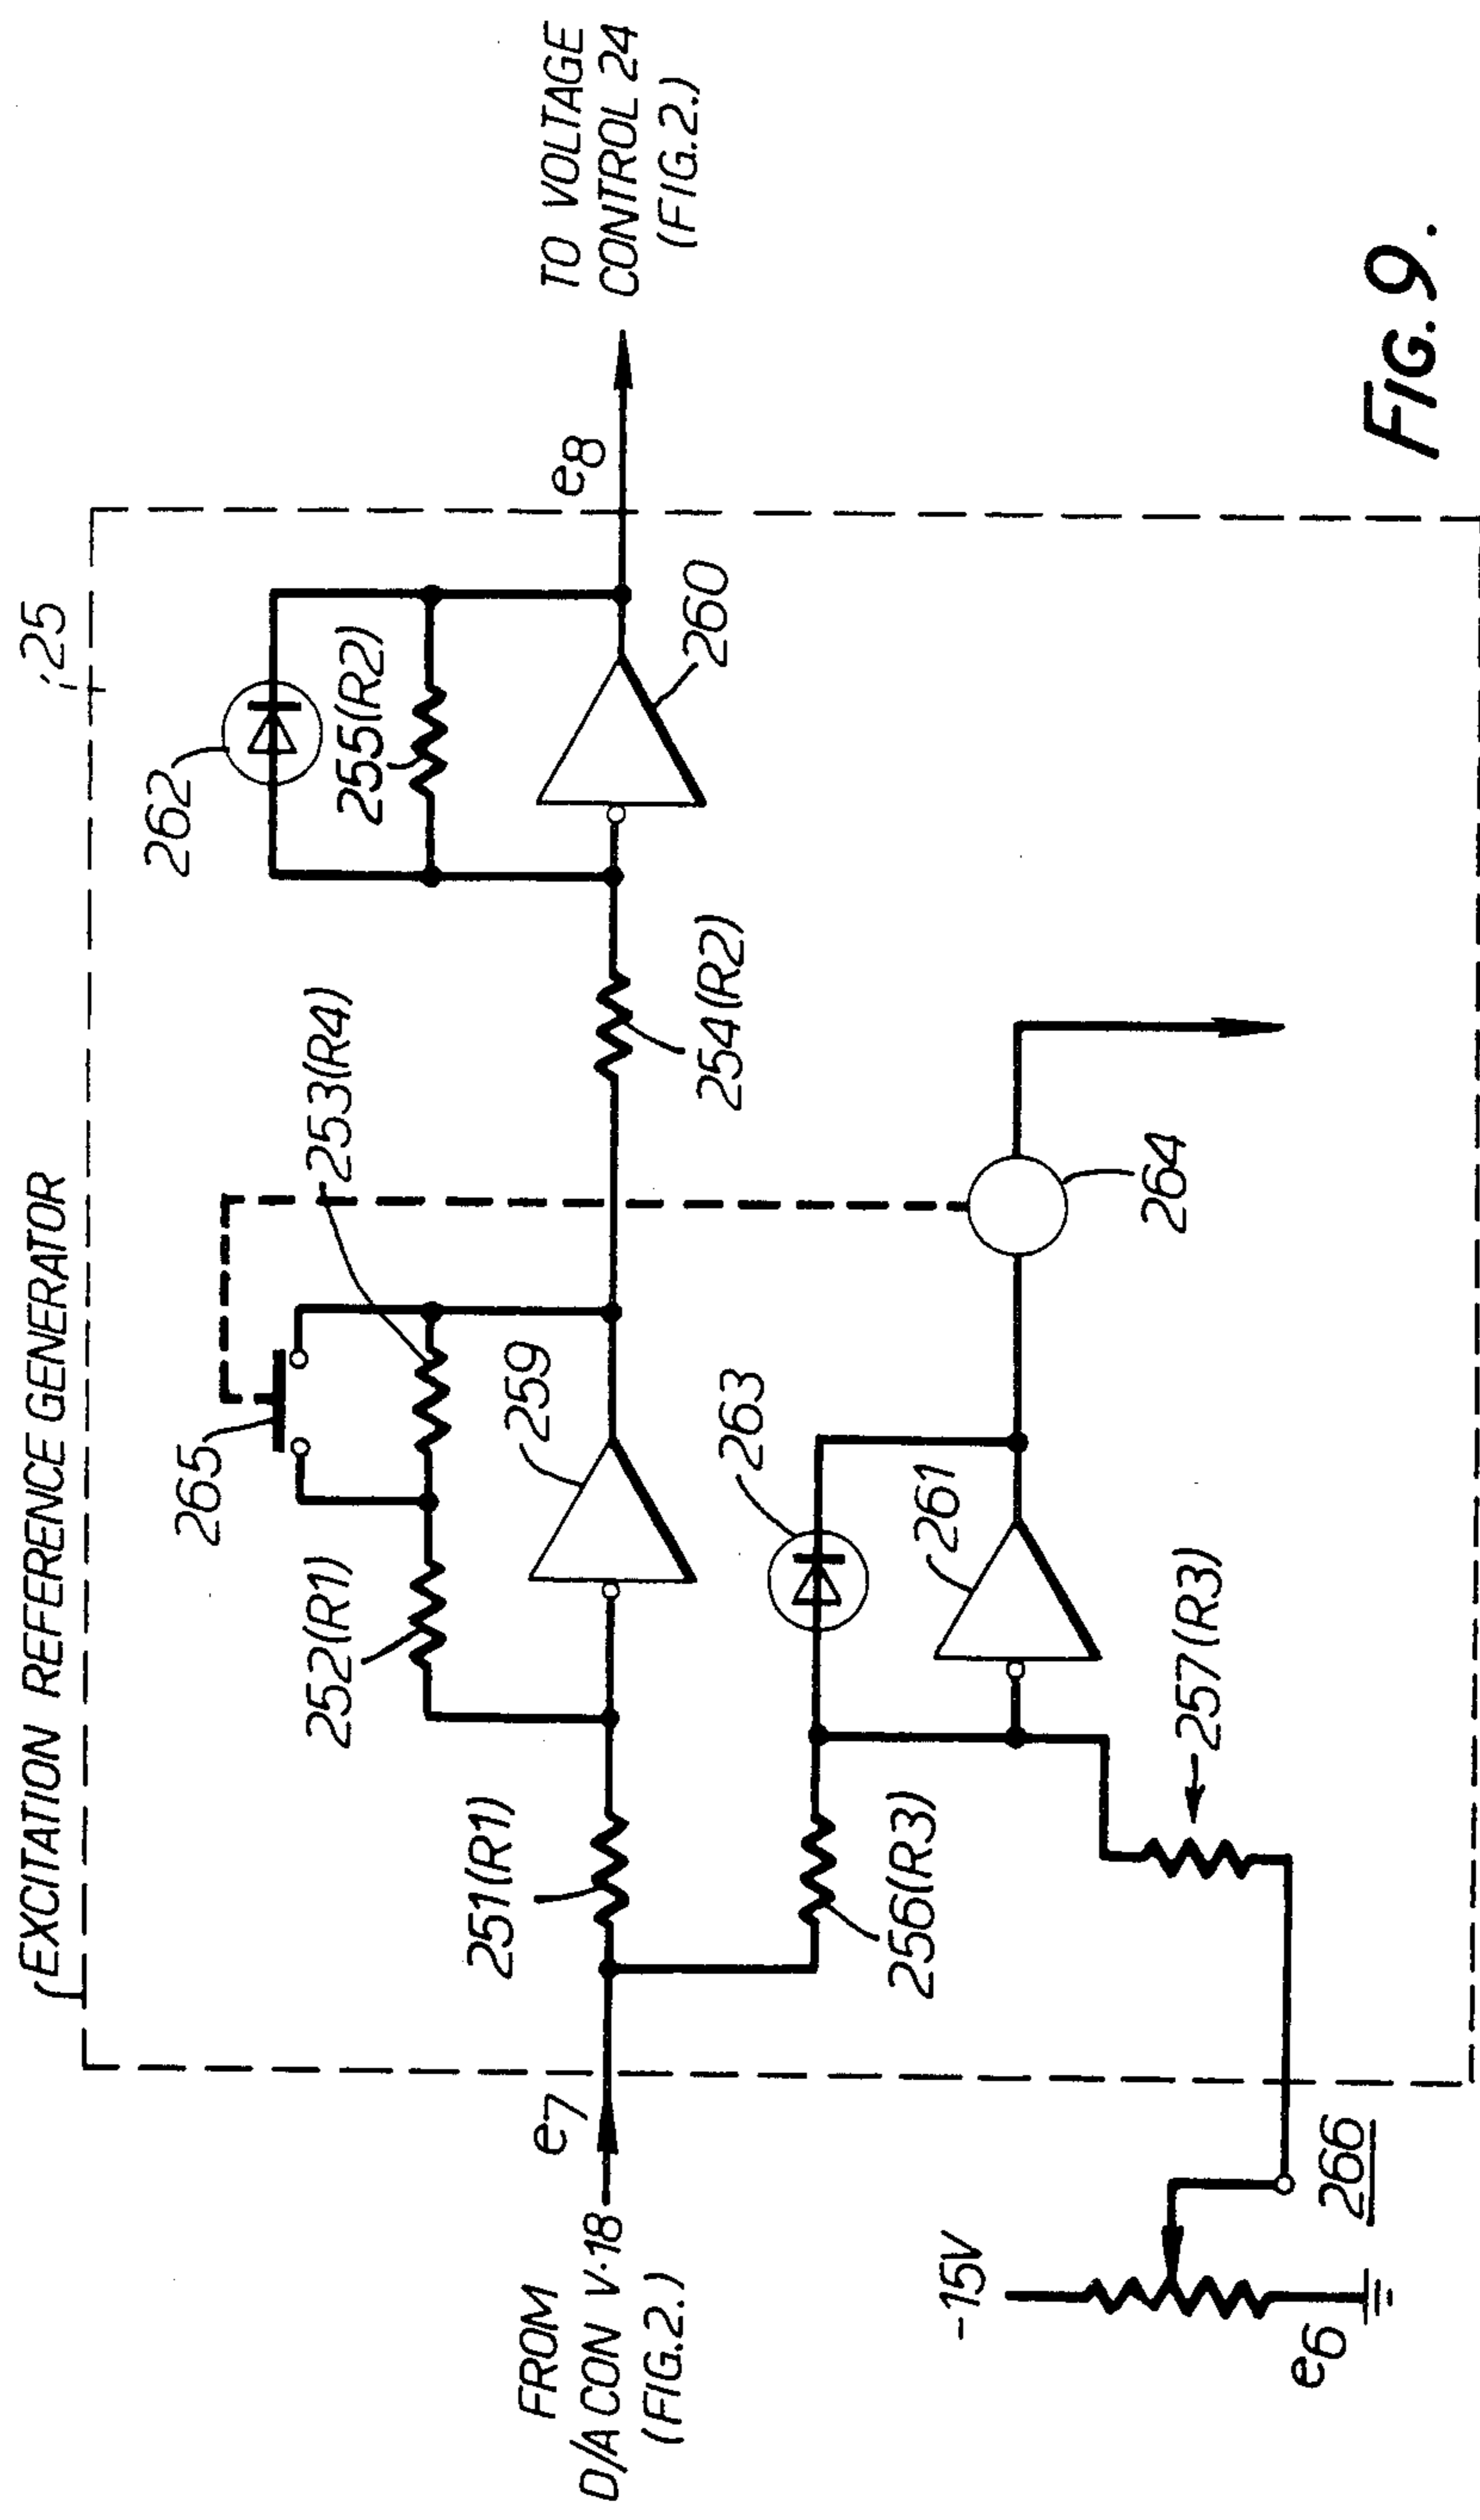 EXCITATION REFERENCE GENERATOR
25
262
255(R2)
260
e8
TO VOLTAGE
CONTROL 24
(FIG.2.)
265
252(R1)
253(R4)
259
254(R2)
251(R1)
FROM
D/A CON V.18
(FIG.2.)
e7
263
261
264
256(R3)
257(R3)
-15V
e6
266
FIG. 9.